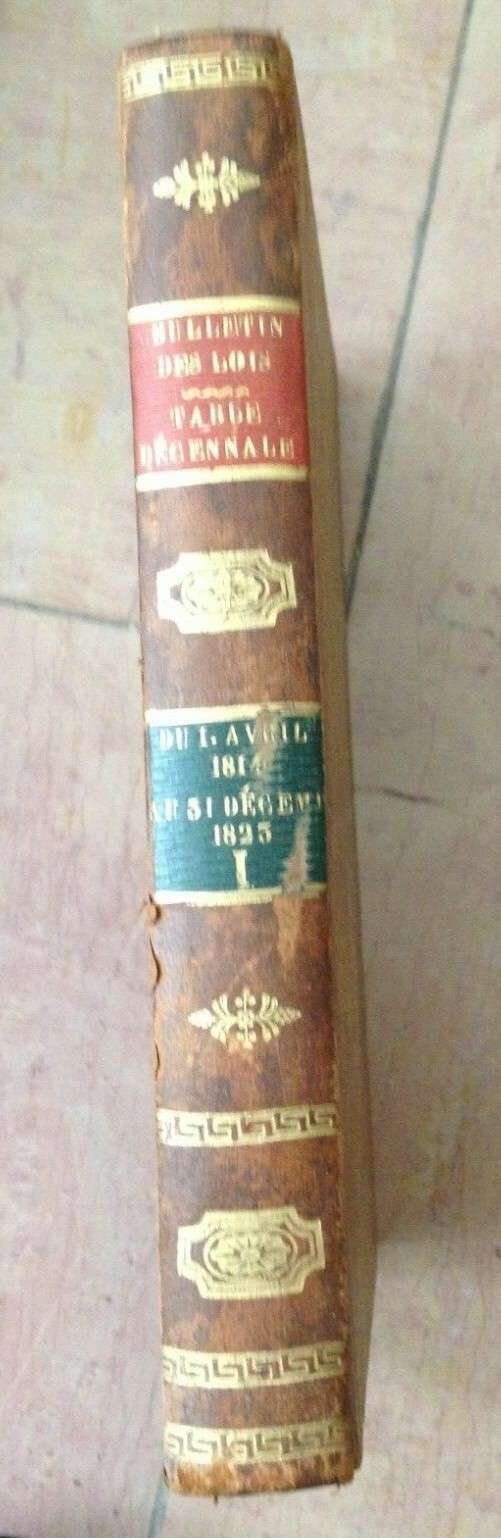 BULLETIN
DES LOIS
TABLE
DÉCENNALE
DU 1. AVRIL
1814
AU 31 DÉCEM.
1823
I